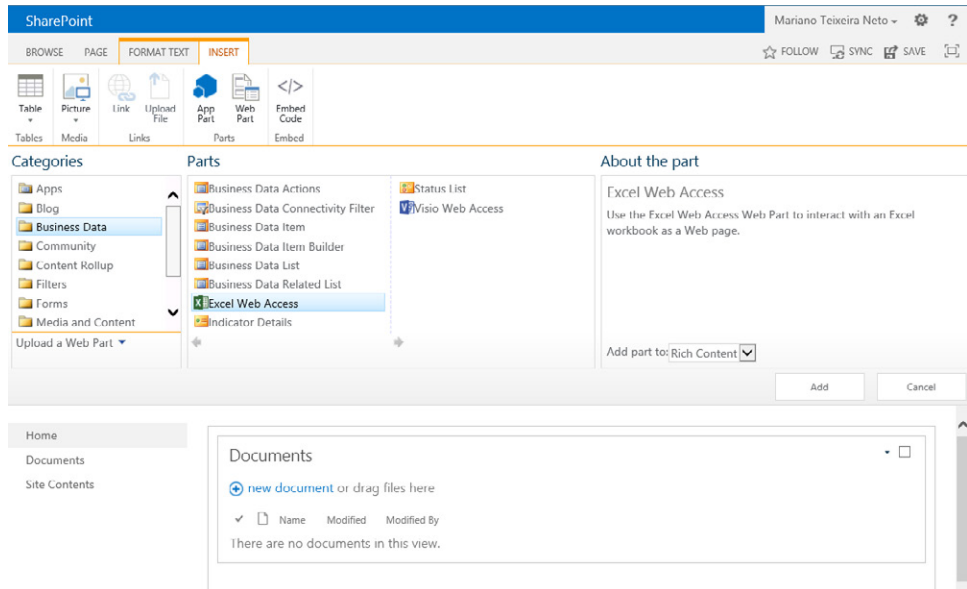 SharePoint
Mariano Teixeira Neto
?
BROWSE PAGE FORMAT TEXT INSERT
FOLLOW SYNC SAVE
Table Picture Link Upload File App Part Web Part Embed Code
Tables Media Links Parts Embed
Categories
Apps
Blog
Business Data
Community
Content Rollup
Filters
Forms
Media and Content
Upload a Web Part
Parts
Business Data Actions
Business Data Connectivity Filter
Business Data Item
Business Data Item Builder
Business Data List
Business Data Related List
Excel Web Access
Indicator Details
Status List
Visio Web Access
About the part
Excel Web Access
Use the Excel Web Access Web Part to interact with an Excel
workbook as a Web page.
Add part to: Rich Content
Add Cancel
Home
Documents
Site Contents
Documents
new document or drag files here
Name Modified Modified By
There are no documents in this view.